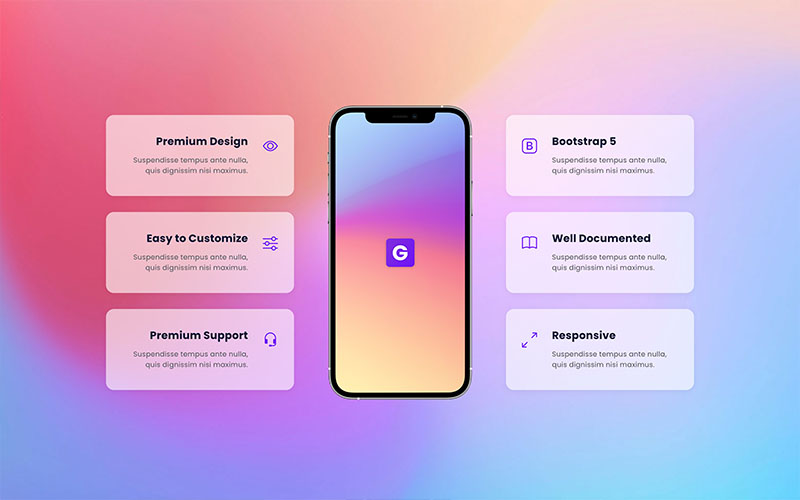 Premium Design
Suspendisse tempus ante nulla,
quis dignissim nisi maximus.
Easy to Customize
Suspendisse tempus ante nulla,
quis dignissim nisi maximus.
Premium Support
Suspendisse tempus ante nulla,
quis dignissim nisi maximus.
G
B
Bootstrap 5
Suspendisse tempus ante nulla,
quis dignissim nisi maximus.
Well Documented
Suspendisse tempus ante nulla,
quis dignissim nisi maximus.
Responsive
Suspendisse tempus ante nulla,
quis dignissim nisi maximus.